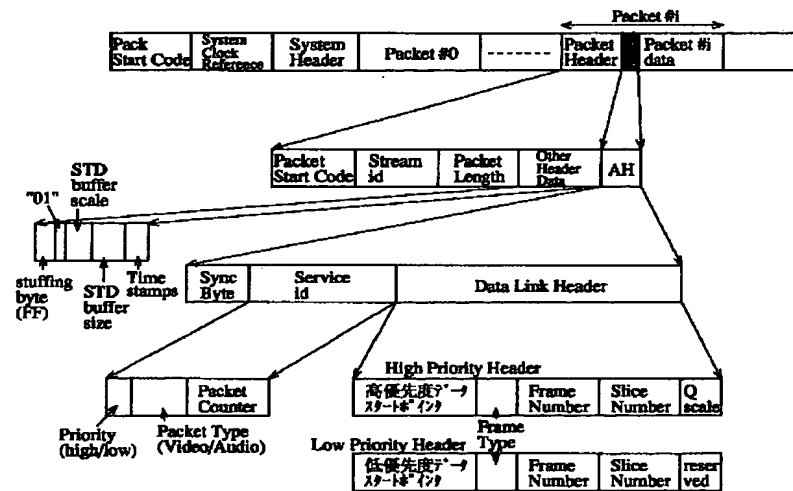 Packet #i
Pack
Start Code
System
Clock
Reference
System
Header
Packet #0
Packet
Header
Packet #i
data
Packet
Start Code
Stream
id
Packet
Length
Other
Header
Data
AH
STD
buffer
scale
"01"
stuffing
byte
(FF)
STD
buffer
size
Time
stamps
Sync
Byte
Service
id
Data Link Header
High Priority Header
Packet
Counter
Priority
(high/low)
Packet Type
(Video/Audio)
高優先度ﾃﾞｰﾀ
ｽﾀｰﾄﾎﾟｲﾝﾀ
Frame
Number
Slice
Number
Q
scale
Frame
Type
Low Priority Header
低優先度ﾃﾞｰﾀ
ｽﾀｰﾄﾎﾟｲﾝﾀ
Frame
Number
Slice
Number
reser
ved